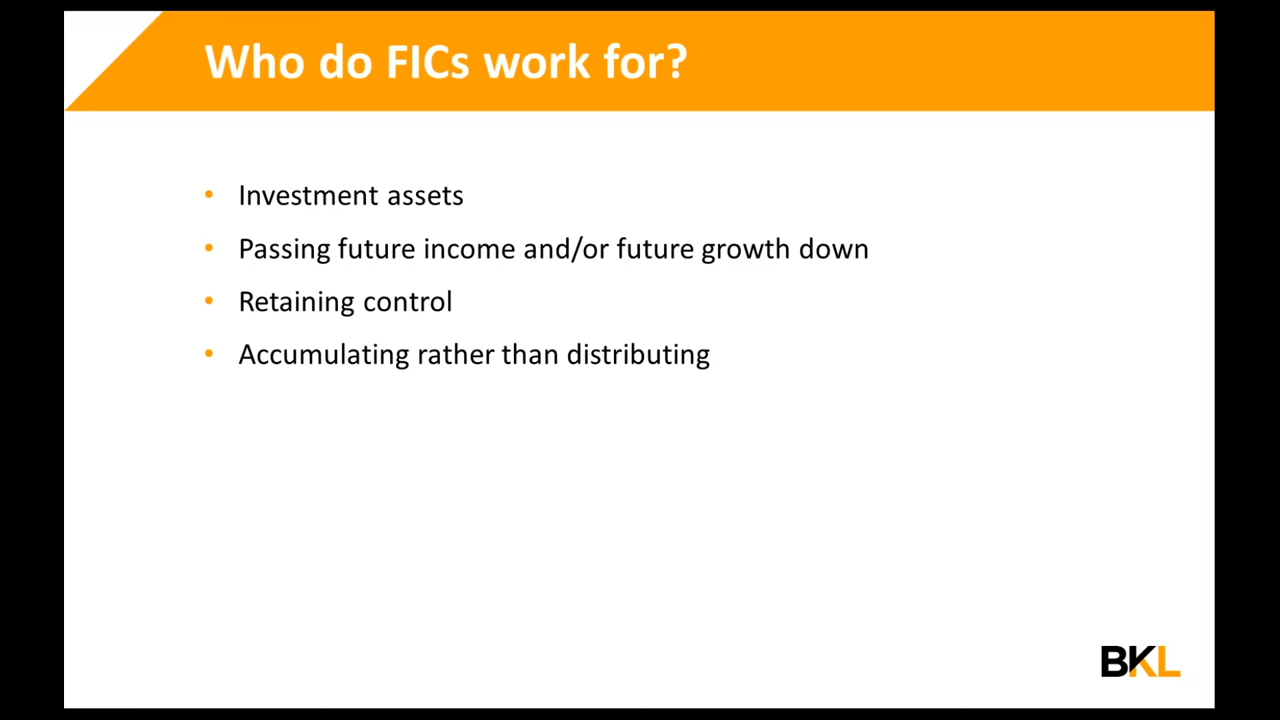 Who do FICs work for?
• Investment assets
• Passing future income and/or future growth down
• Retaining control
• Accumulating rather than distributing
BKL